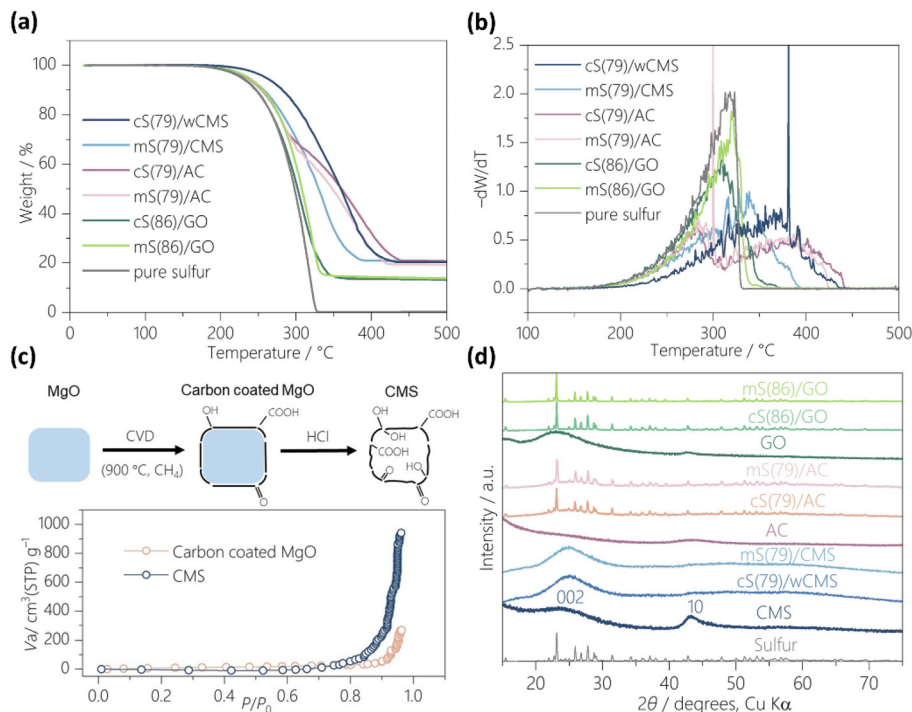 (a)
100
80
60
40
20
0
Weight / %
cS(79)/wCMS
mS(79)/CMS
cS(79)/AC
mS(79)/AC
cS(86)/GO
mS(86)/GO
pure sulfur
0 100 200 300 400 500
Temperature / °C
(b)
2.5
2.0
1.5
1.0
0.5
0.0
−dW/dT
cS(79)/wCMS
mS(79)/CMS
cS(79)/AC
mS(79)/AC
cS(86)/GO
mS(86)/GO
pure sulfur
100 200 300 400 500
Temperature / °C
(c)
MgO
Carbon coated MgO
CMS
CVD
(900 °C, CH₄)
HCl
OH
COOH
O
OH
OH
COOH
COOH
HO
O
O
1000
800
600
400
200
0
Va/ cm³(STP) g⁻¹
Carbon coated MgO
CMS
0.0 0.2 0.4 0.6 0.8 1.0
P/P₀
(d)
Intensity / a.u.
mS(86)/GO
cS(86)/GO
GO
mS(79)/AC
cS(79)/AC
AC
mS(79)/CMS
cS(79)/wCMS
002
10
CMS
Sulfur
20 30 40 50 60 70
2θ / degrees, Cu Kα